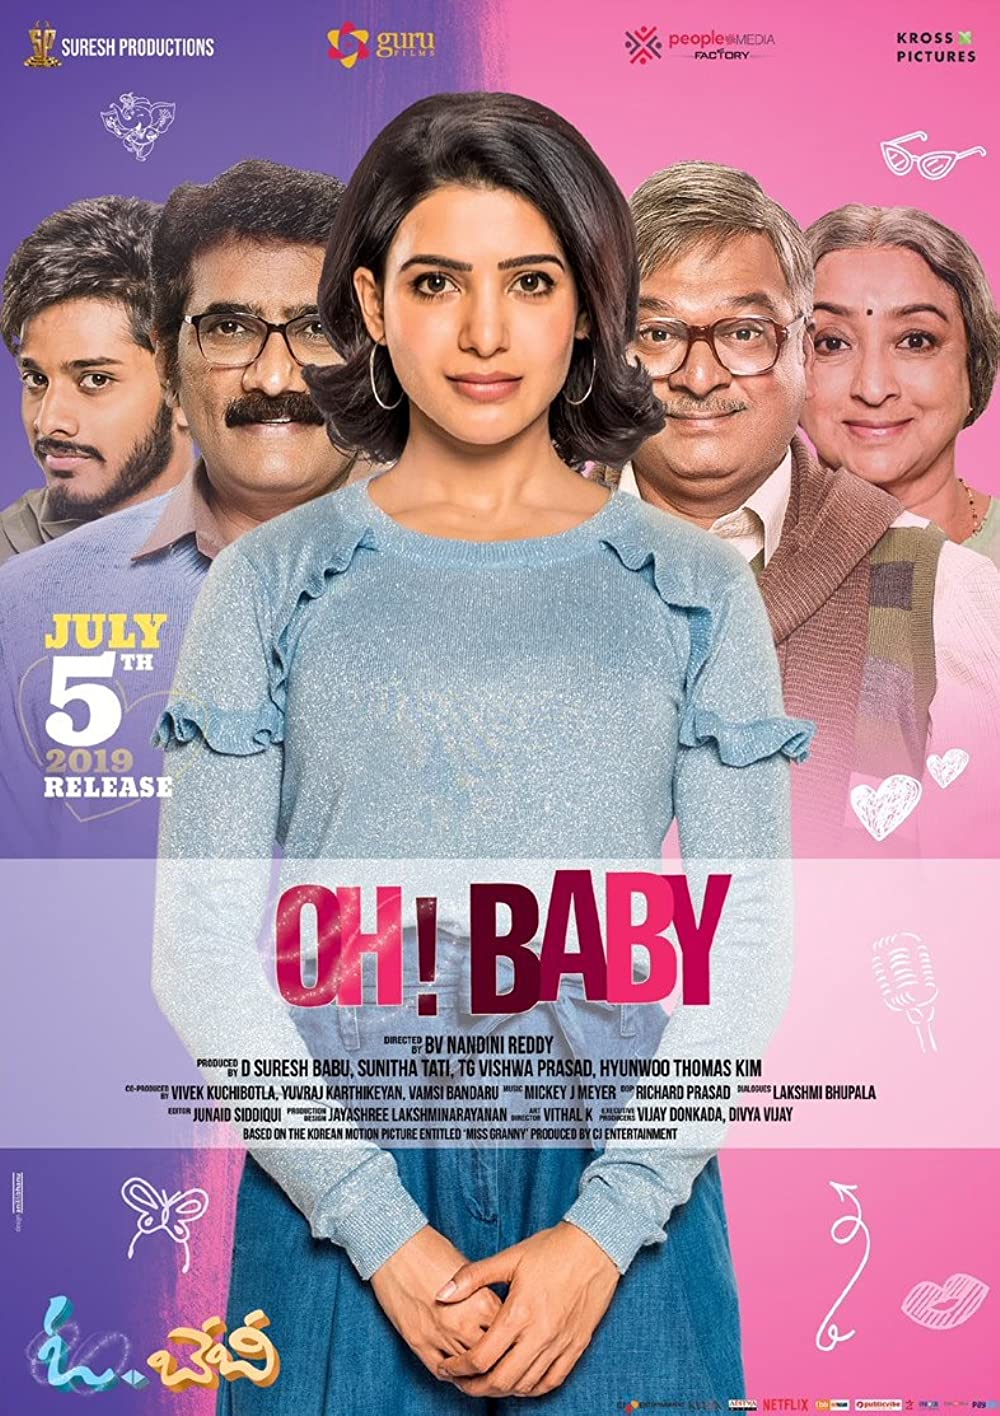 SP SURESH PRODUCTIONS
guru
FILMS
people MEDIA
FACTORY
KROSS
PICTURES
JULY
5TH
2019
RELEASE
OH! BABY
DIRECTED BY BV NANDINI REDDY
PRODUCED BY D SURESH BABU, SUNITHA TATI, TG VISHWA PRASAD, HYUNWOO THOMAS KIM
CO-PRODUCED BY VIVEK KUCHIBOTLA, YUVRAJ KARTHIKEYAN, VAMSI BANDARU MUSIC MICKEY J MEYER DOP RICHARD PRASAD DIALOGUES LAKSHMI BHUPALA
EDITOR JUNAID SIDDIQUI PRODUCTION DESIGN JAYASHREE LAKSHMINARAYANAN ART DIRECTOR VITHAL K EXECUTIVE PRODUCERS VIJAY DONKADA, DIVYA VIJAY
BASED ON THE KOREAN MOTION PICTURE ENTITLED 'MISS GRANNY' PRODUCED BY CJ ENTERTAINMENT
ఓ. బేబీ
NETFLIX
publicvibe